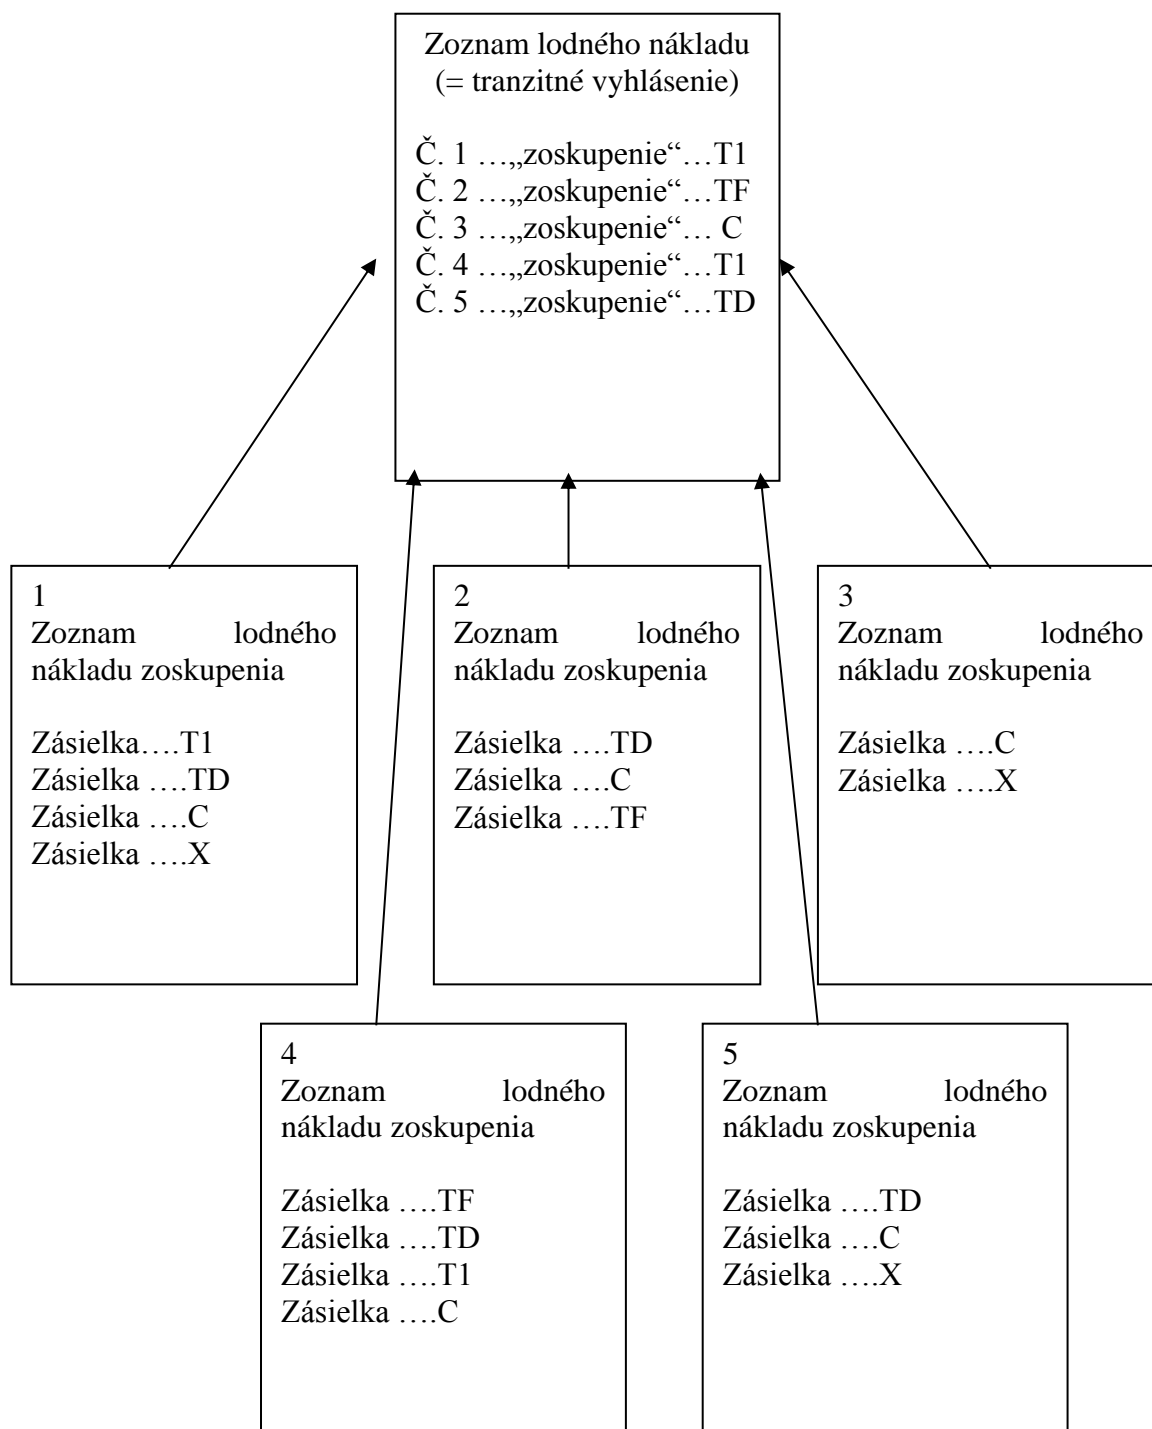 Zoznam lodného nákladu
(= tranzitné vyhlásenie)
Č. 1 …„zoskupenie“…T1
Č. 2 …„zoskupenie“…TF
Č. 3 …„zoskupenie“… C
Č. 4 …„zoskupenie“…T1
Č. 5 …„zoskupenie“…TD
1
Zoznam lodného
nákladu zoskupenia
Zásielka….T1
Zásielka ….TD
Zásielka ….C
Zásielka ….X
2
Zoznam lodného
nákladu zoskupenia
Zásielka ….TD
Zásielka ….C
Zásielka ….TF
3
Zoznam lodného
nákladu zoskupenia
Zásielka ….C
Zásielka ….X
4
Zoznam lodného
nákladu zoskupenia
Zásielka ….TF
Zásielka ….TD
Zásielka ….T1
Zásielka ….C
5
Zoznam lodného
nákladu zoskupenia
Zásielka ….TD
Zásielka ….C
Zásielka ….X